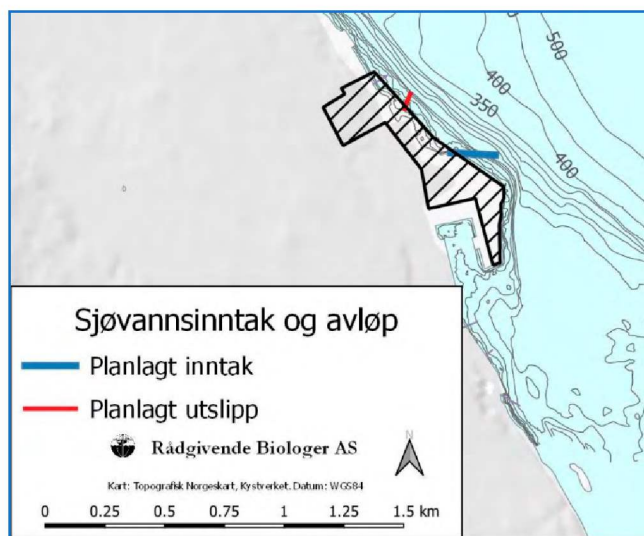 500
400
500
350
400
Sjøvannsinntak og avløp
Planlagt inntak
Planlagt utslipp
N
Rådgivende Biologer AS
Kart: Topografisk Norgeskart, Kystverket. Datum: WGS84
0 0.25 0.5 0.75 1 1.25 1.5 km